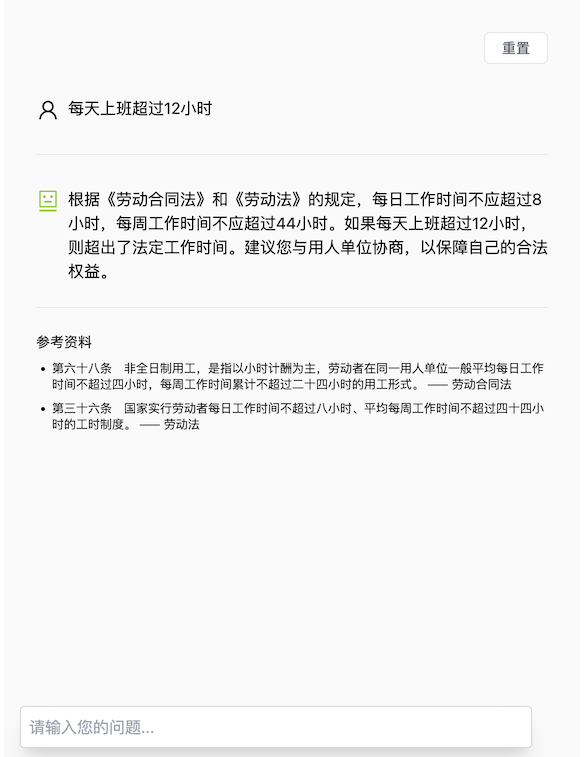 重置
每天上班超过12小时
根据《劳动合同法》和《劳动法》的规定，每日工作时间不应超过8
小时，每周工作时间不应超过44小时。如果每天上班超过12小时，
则超出了法定工作时间。建议您与用人单位协商，以保障自己的合法
权益。
参考资料
• 第六十八条　非全日制用工，是指以小时计酬为主，劳动者在同一用人单位一般平均每日工作
时间不超过四小时，每周工作时间累计不超过二十四小时的用工形式。 —— 劳动合同法
• 第三十六条　国家实行劳动者每日工作时间不超过八小时、平均每周工作时间不超过四十四小
时的工时制度。 —— 劳动法
请输入您的问题...